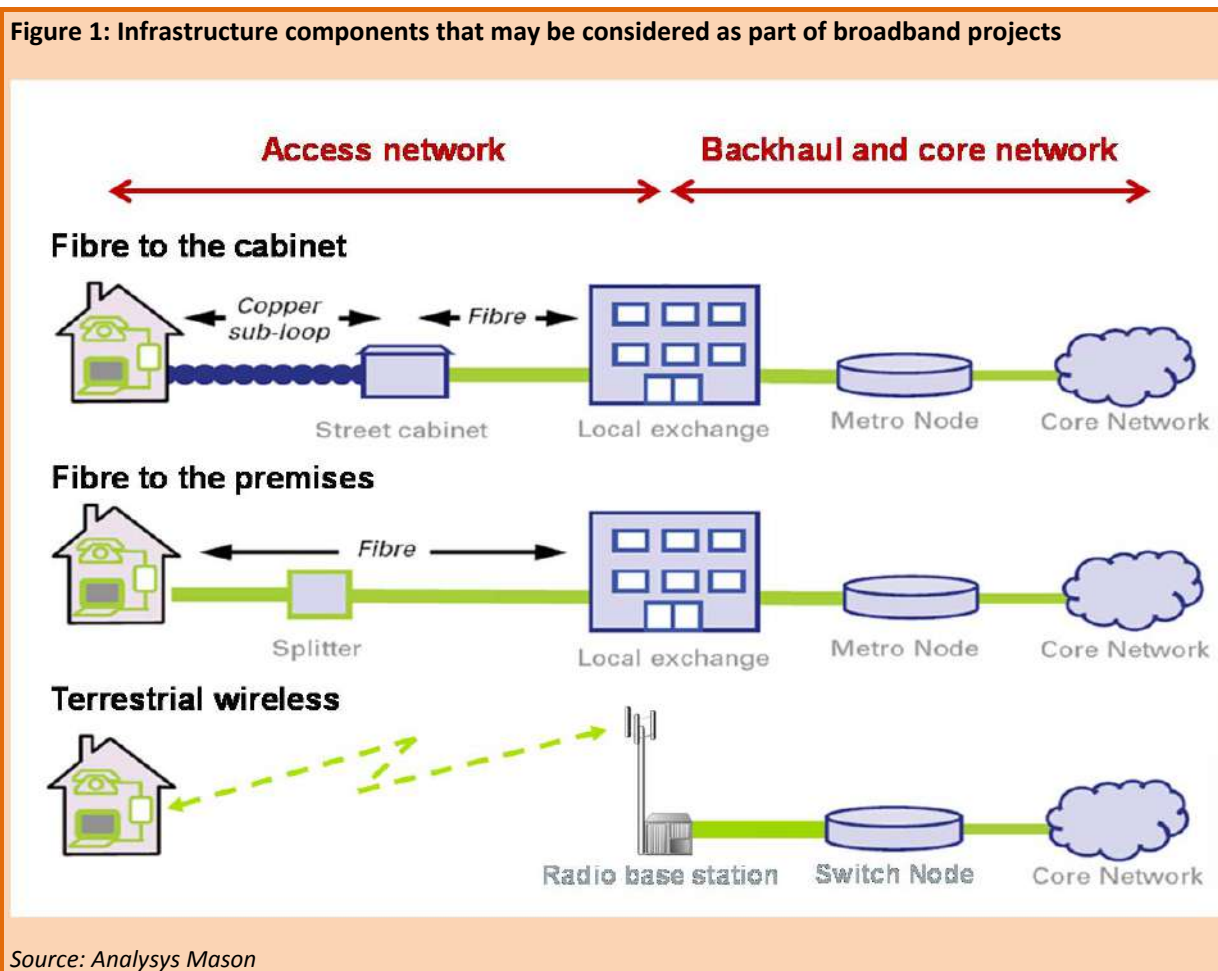 Figure 1: Infrastructure components that may be considered as part of broadband projects
Access network
Backhaul and core network
Fibre to the cabinet
Copper
sub-loop
Fibre
Street cabinet
Local exchange
Metro Node
Core Network
Fibre to the premises
Fibre
Splitter
Local exchange
Metro Node
Core Network
Terrestrial wireless
Radio base station
Switch Node
Core Network
Source: Analysys Mason